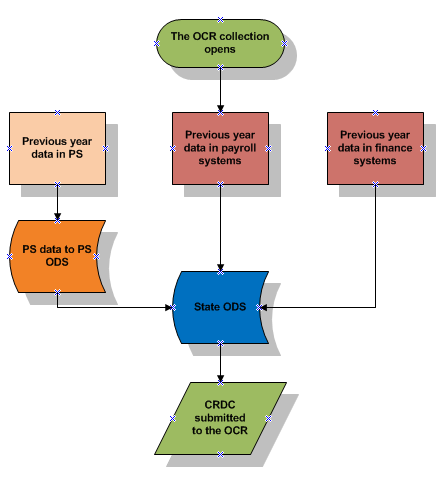 The OCR collection
opens
Previous year
data in PS
Previous year
data in payroll
systems
Previous year
data in finance
systems
PS data to PS
ODS
State ODS
CRDC
submitted
to the OCR